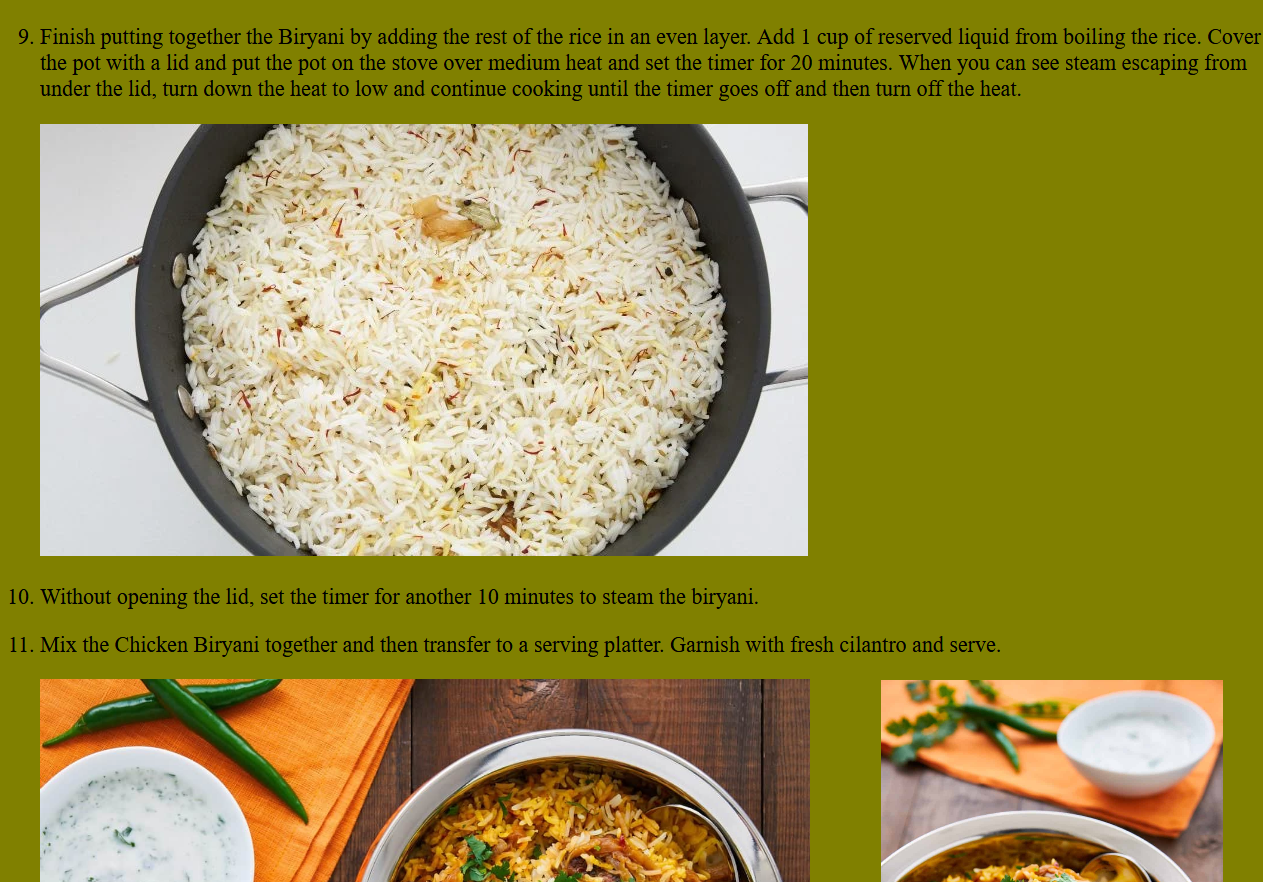 9. Finish putting together the Biryani by adding the rest of the rice in an even layer. Add 1 cup of reserved liquid from boiling the rice. Cover
the pot with a lid and put the pot on the stove over medium heat and set the timer for 20 minutes. When you can see steam escaping from
under the lid, turn down the heat to low and continue cooking until the timer goes off and then turn off the heat.
10. Without opening the lid, set the timer for another 10 minutes to steam the biryani.
11. Mix the Chicken Biryani together and then transfer to a serving platter. Garnish with fresh cilantro and serve.